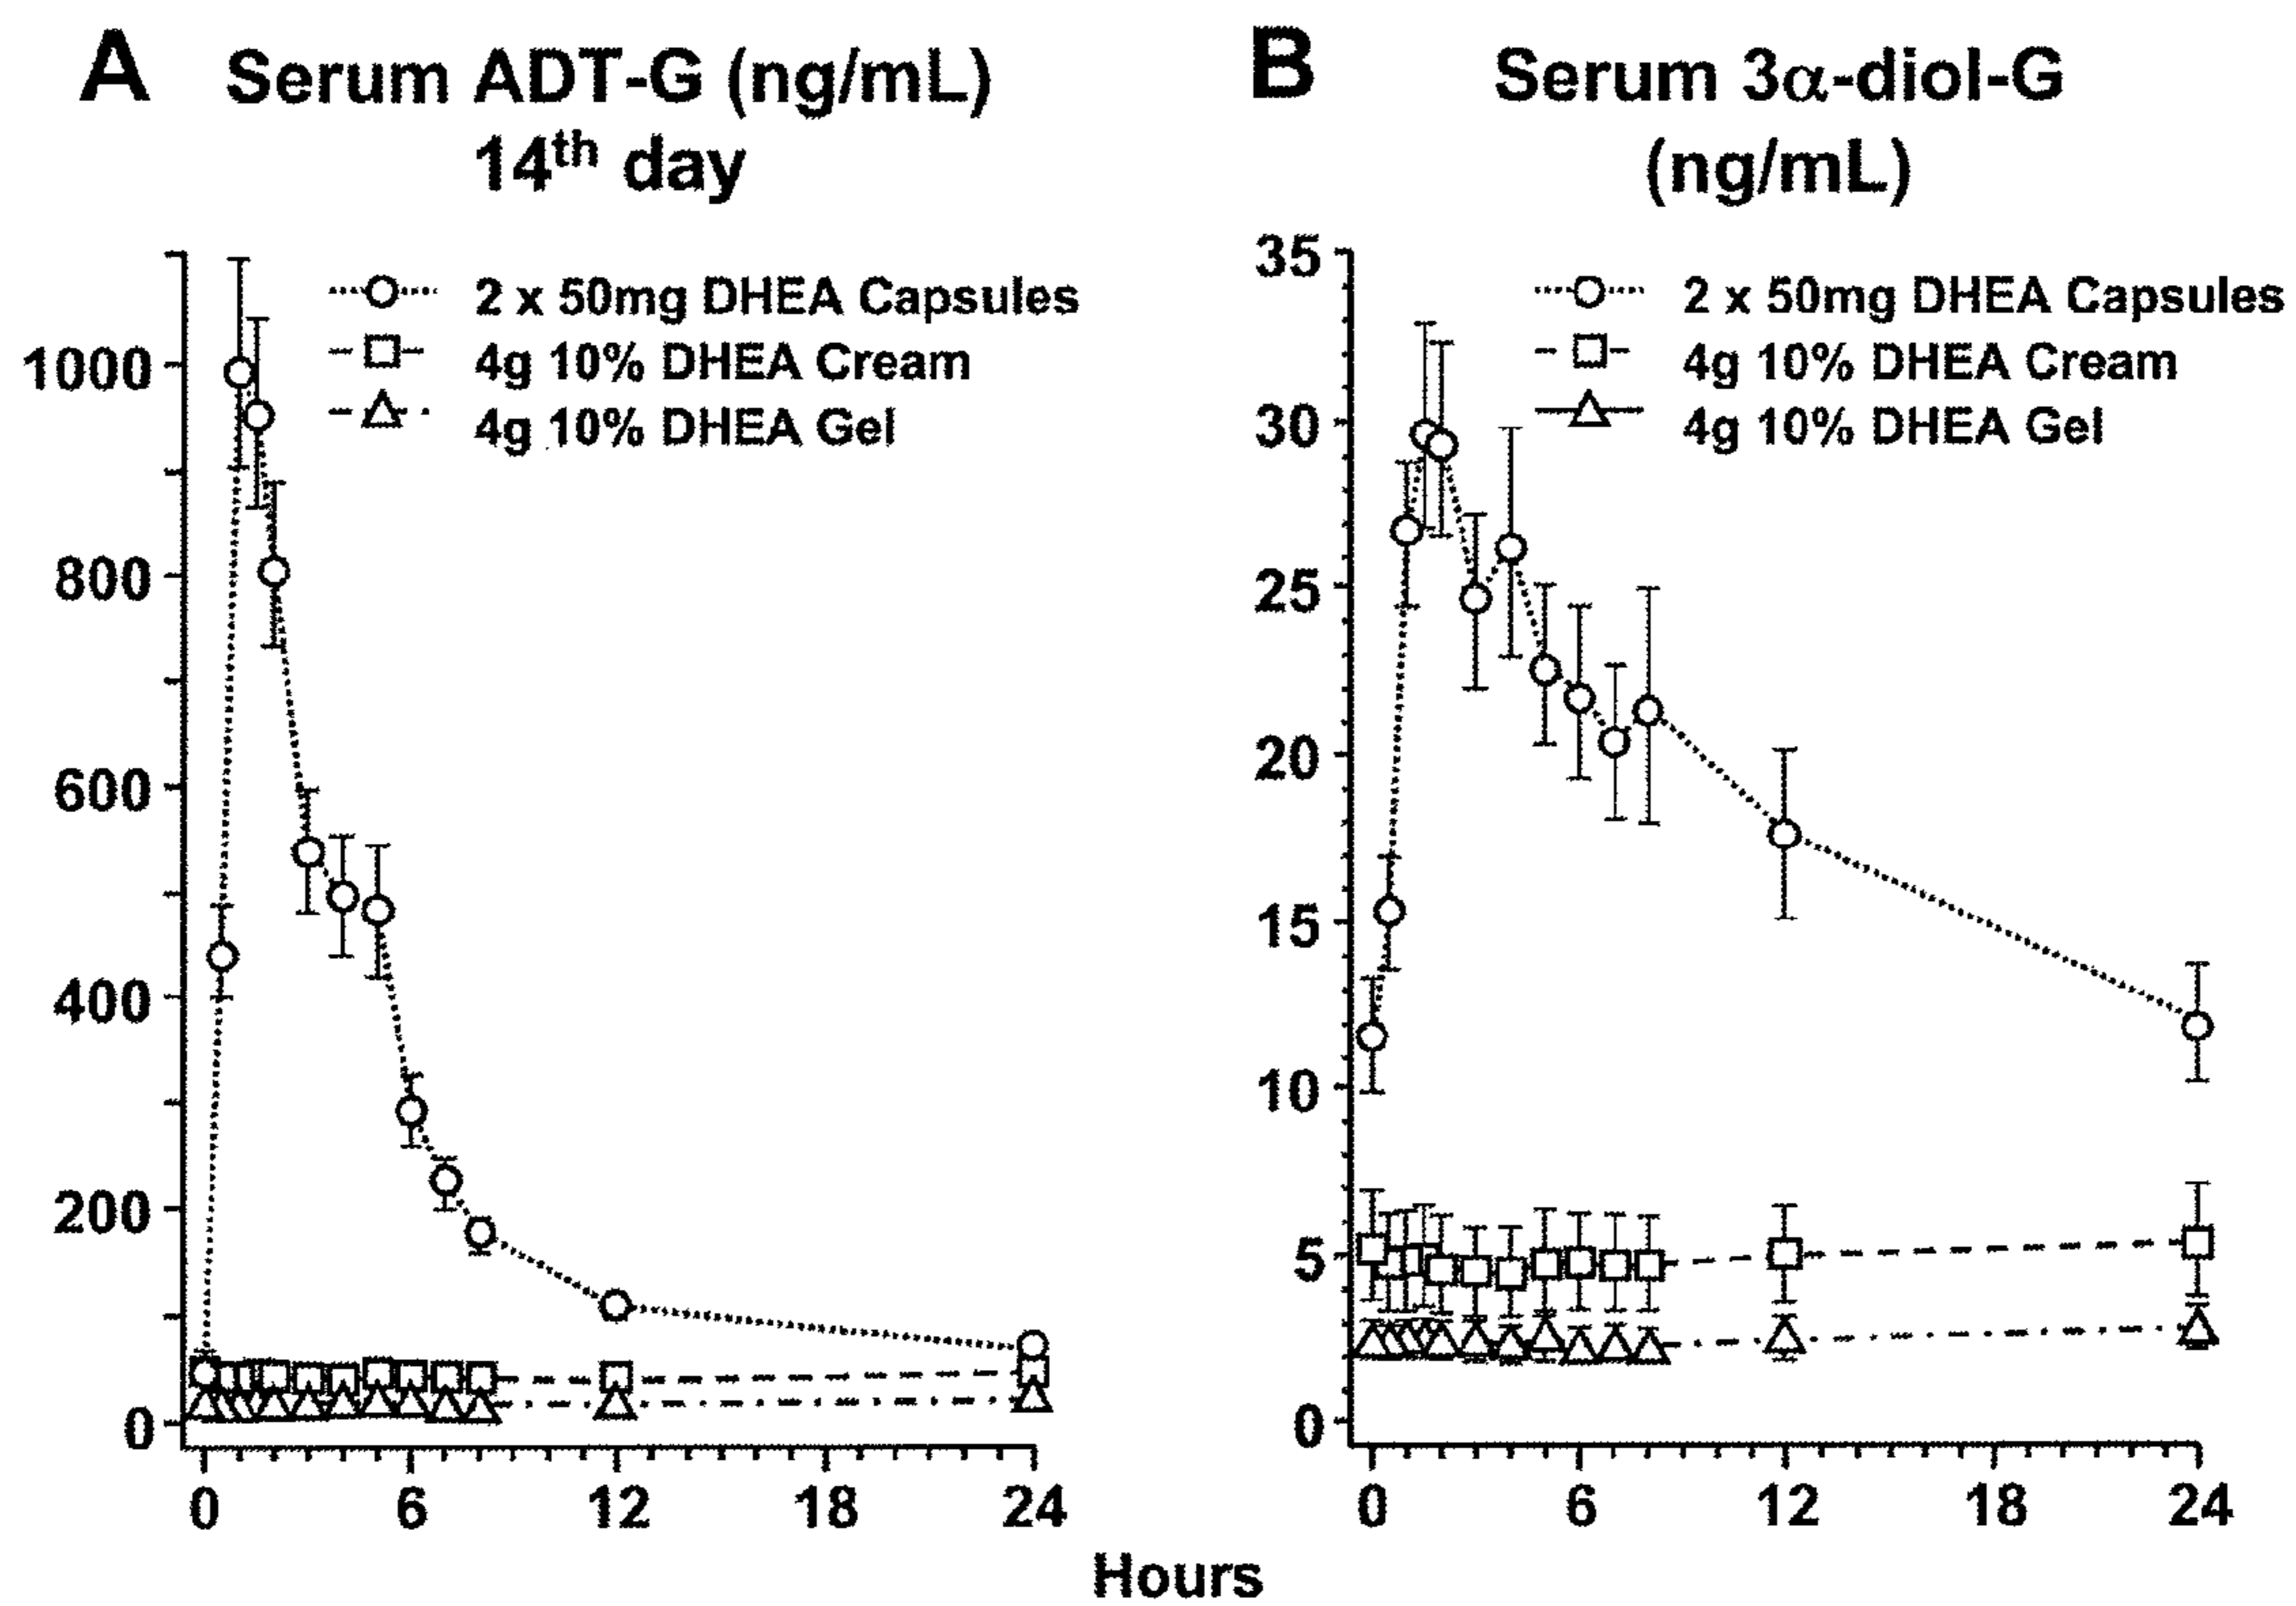 A Serum ADT-G (ng/mL)
14th day
1000
800
600
400
200
0
2 x 50mg DHEA Capsules
4g 10% DHEA Cream
4g 10% DHEA Gel
0 6 12 18 24
B Serum 3α-diol-G
(ng/mL)
35
30
25
20
15
10
5
0
2 x 50mg DHEA Capsules
4g 10% DHEA Cream
4g 10% DHEA Gel
0 6 12 18 24
Hours